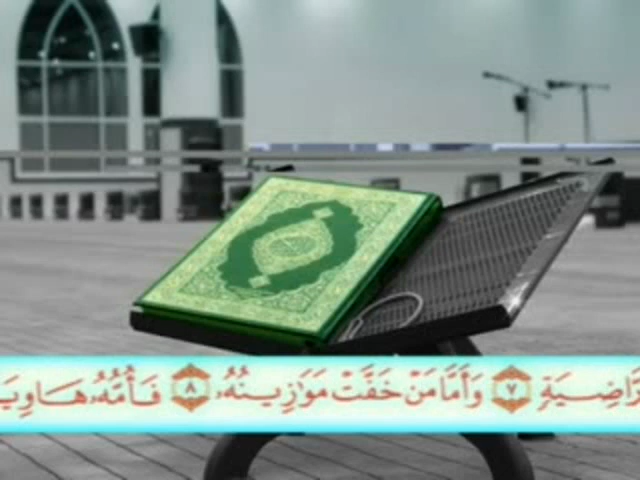 رَّاضِيَةٍ ٧ وَأَمَّا مَنْ خَفَّتْ مَوَٰزِينُهُۥ ٨ فَأُمُّهُۥ هَاوِيَـ